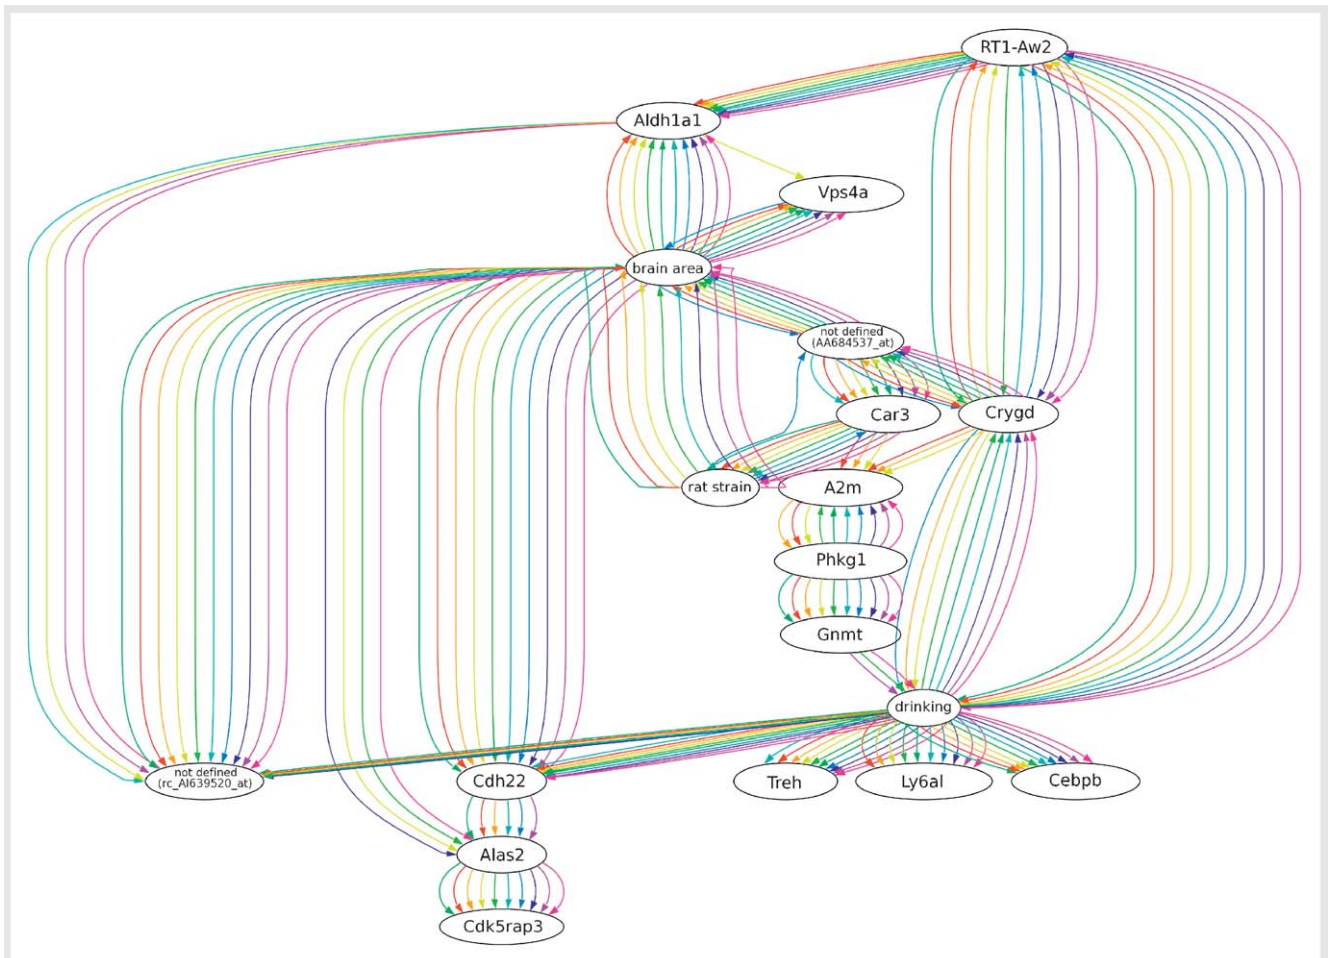 RT1-Aw2
Aldh1a1
Vps4a
brain area
not defined
(AA684537_at)
Car3
Crygd
rat strain
A2m
Phkg1
Gnmt
drinking
not defined
(rc_AI639520_at)
Cdh22
Treh
Ly6al
Cebpb
Alas2
Cdk5rap3